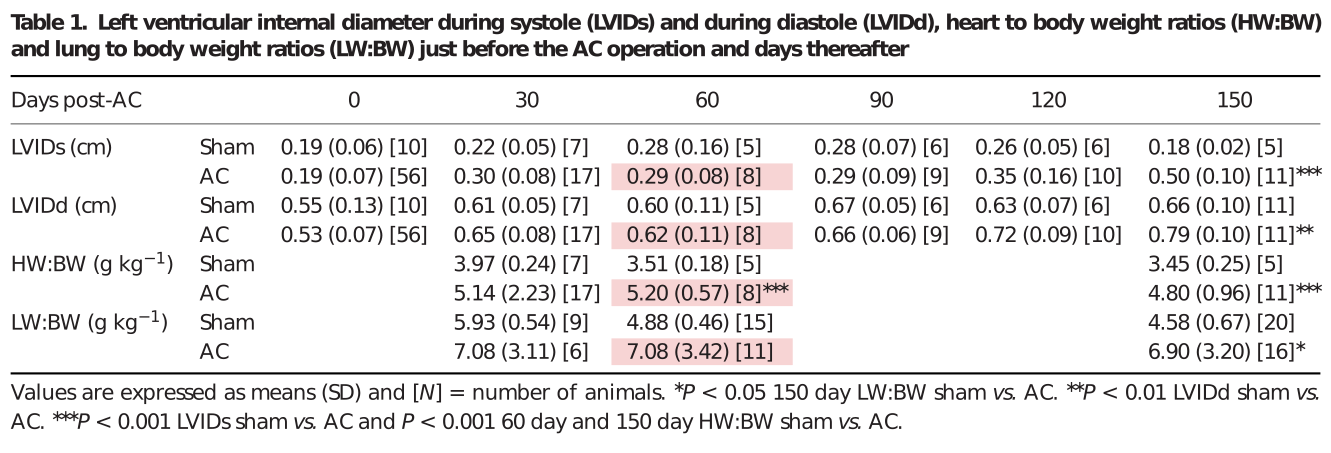 Table 1. Left ventricular internal diameter during systole (LVIDs) and during diastole (LVIDd), heart to body weight ratios (HW:BW)
and lung to body weight ratios (LW:BW) just before the AC operation and days thereafter
Days post-AC 0 30 60 90 120 150
LVIDs (cm) Sham 0.19 (0.06) [10] 0.22 (0.05) [7] 0.28 (0.16) [5] 0.28 (0.07) [6] 0.26 (0.05) [6] 0.18 (0.02) [5]
AC 0.19 (0.07) [56] 0.30 (0.08) [17] 0.29 (0.08) [8] 0.29 (0.09) [9] 0.35 (0.16) [10] 0.50 (0.10) [11]***
LVIDd (cm) Sham 0.55 (0.13) [10] 0.61 (0.05) [7] 0.60 (0.11) [5] 0.67 (0.05) [6] 0.63 (0.07) [6] 0.66 (0.10) [11]
AC 0.53 (0.07) [56] 0.65 (0.08) [17] 0.62 (0.11) [8] 0.66 (0.06) [9] 0.72 (0.09) [10] 0.79 (0.10) [11]**
HW:BW (g kg⁻¹) Sham 3.97 (0.24) [7] 3.51 (0.18) [5] 3.45 (0.25) [5]
AC 5.14 (2.23) [17] 5.20 (0.57) [8]*** 4.80 (0.96) [11]***
LW:BW (g kg⁻¹) Sham 5.93 (0.54) [9] 4.88 (0.46) [15] 4.58 (0.67) [20]
AC 7.08 (3.11) [6] 7.08 (3.42) [11] 6.90 (3.20) [16]*
Values are expressed as means (SD) and [N] = number of animals. *P < 0.05 150 day LW:BW sham vs. AC. **P < 0.01 LVIDd sham vs.
AC. ***P < 0.001 LVIDs sham vs. AC and P < 0.001 60 day and 150 day HW:BW sham vs. AC.